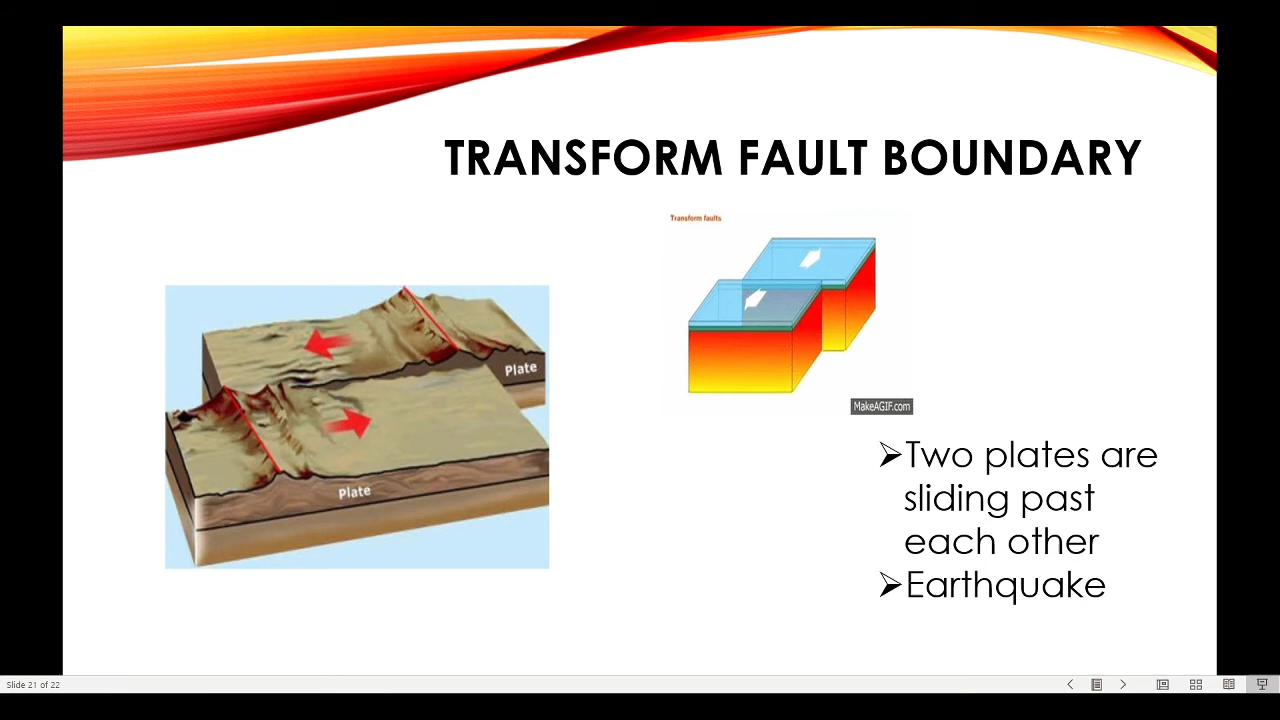 TRANSFORM FAULT BOUNDARY
Transform faults
Plate
Plate
MakeAGIF.com
➢Two plates are
sliding past
each other
➢Earthquake
Slide 21 of 22